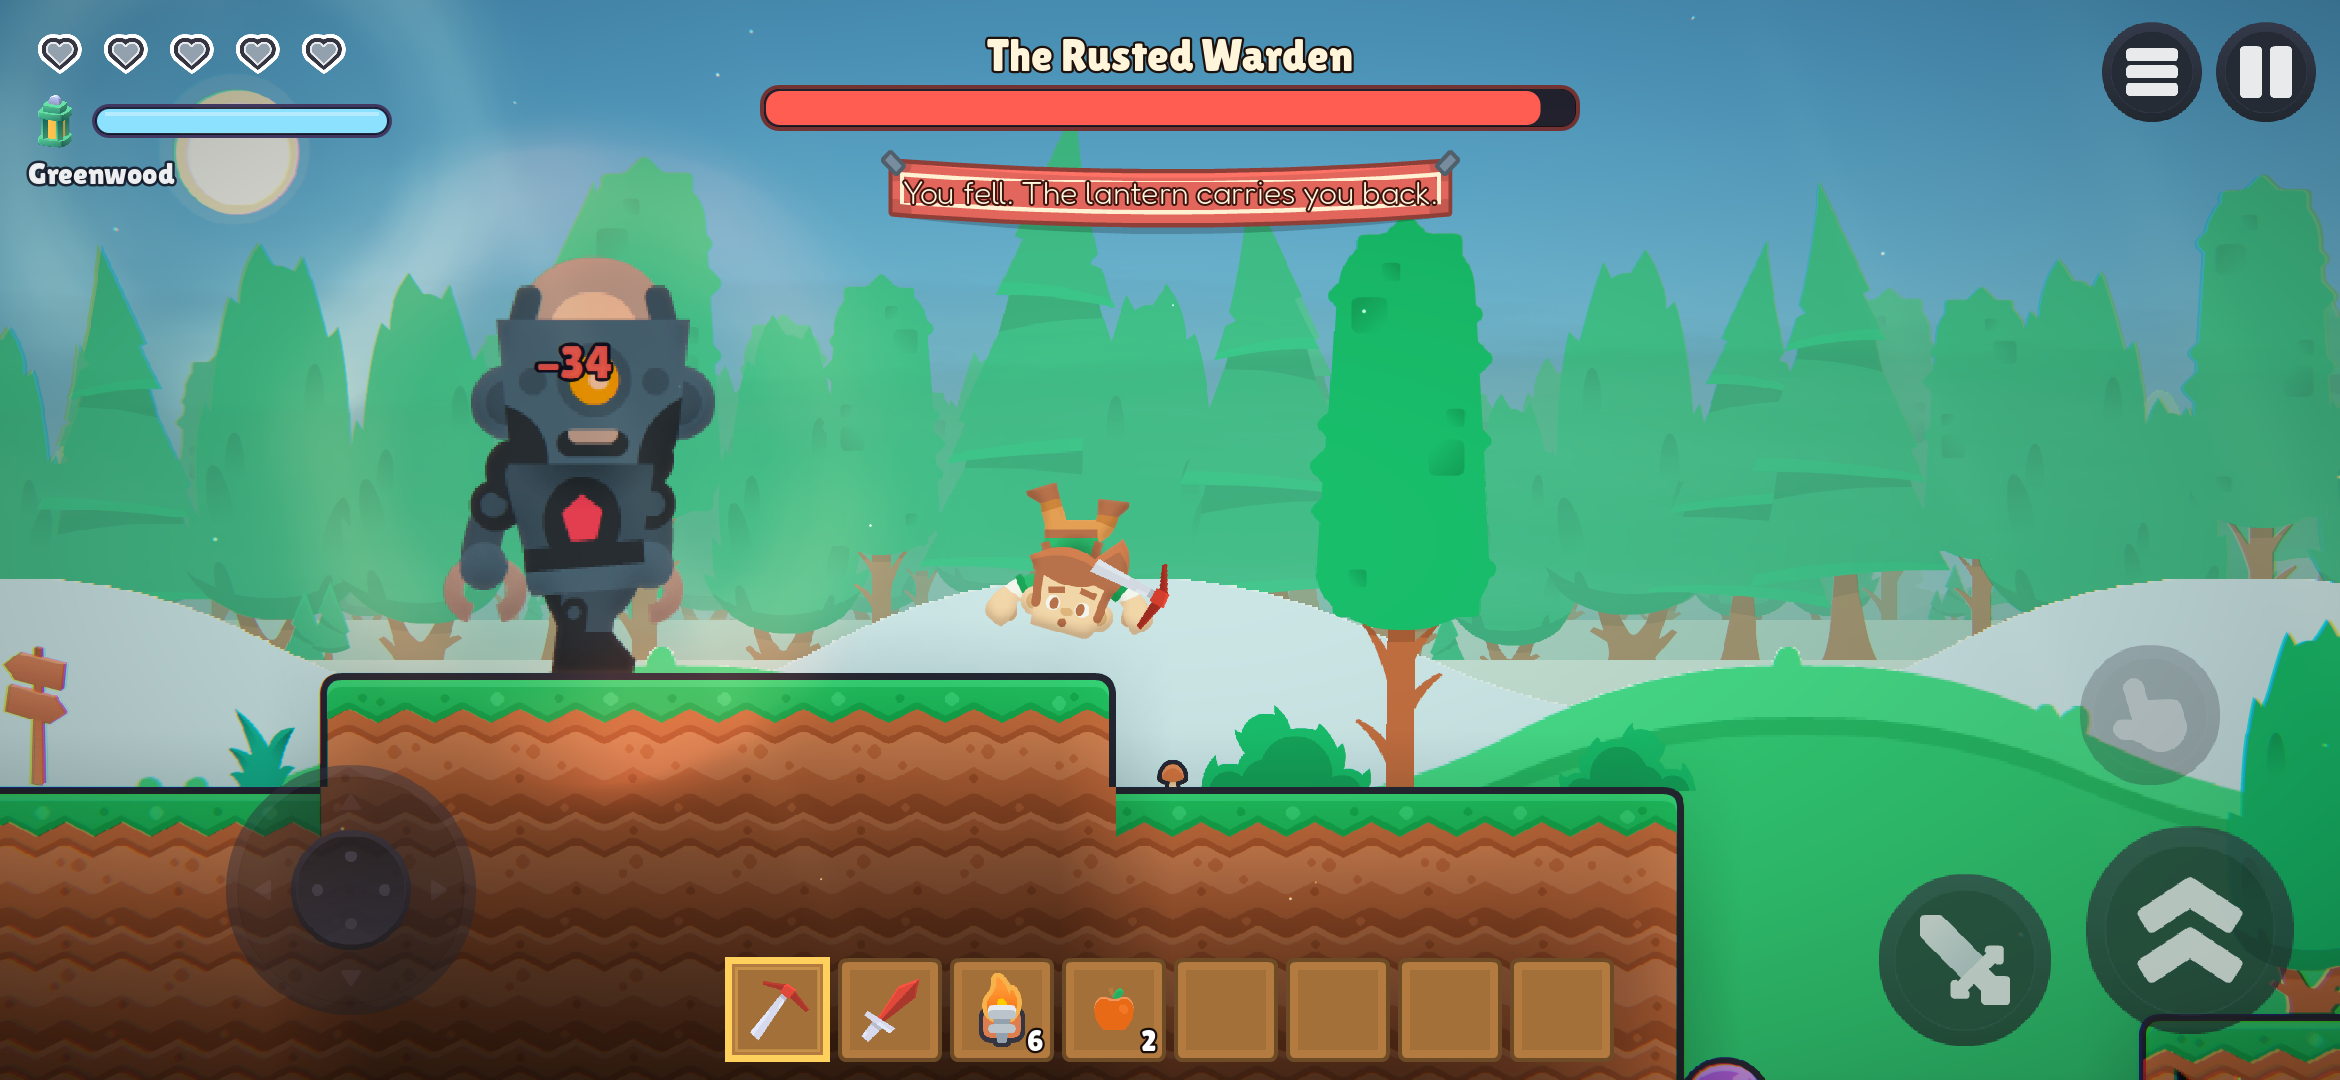 The Rusted Warden
Greenwood
You fell. The lantern carries you back.
-34
6
2